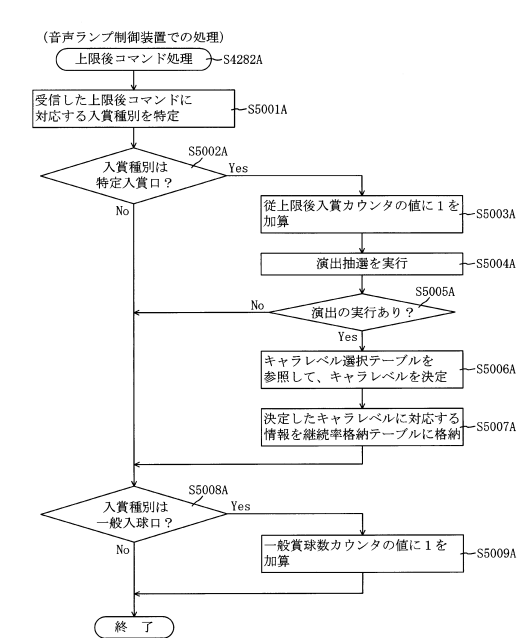 (音声ランプ制御装置での処理)
上限後コマンド処理
S4282A
受信した上限後コマンドに
対応する入賞種別を特定
S5001A
S5002A
入賞種別は
特定入賞口?
Yes
No
従上限後入賞カウンタの値に1を
加算
S5003A
演出抽選を実行
S5004A
S5005A
演出の実行あり?
No
Yes
キャラレベル選択テーブルを
参照して、キャラレベルを決定
S5006A
決定したキャラレベルに対応する
情報を継続率格納テーブルに格納
S5007A
S5008A
入賞種別は
一般入球口?
Yes
No
一般賞球数カウンタの値に1を
加算
S5009A
終 了